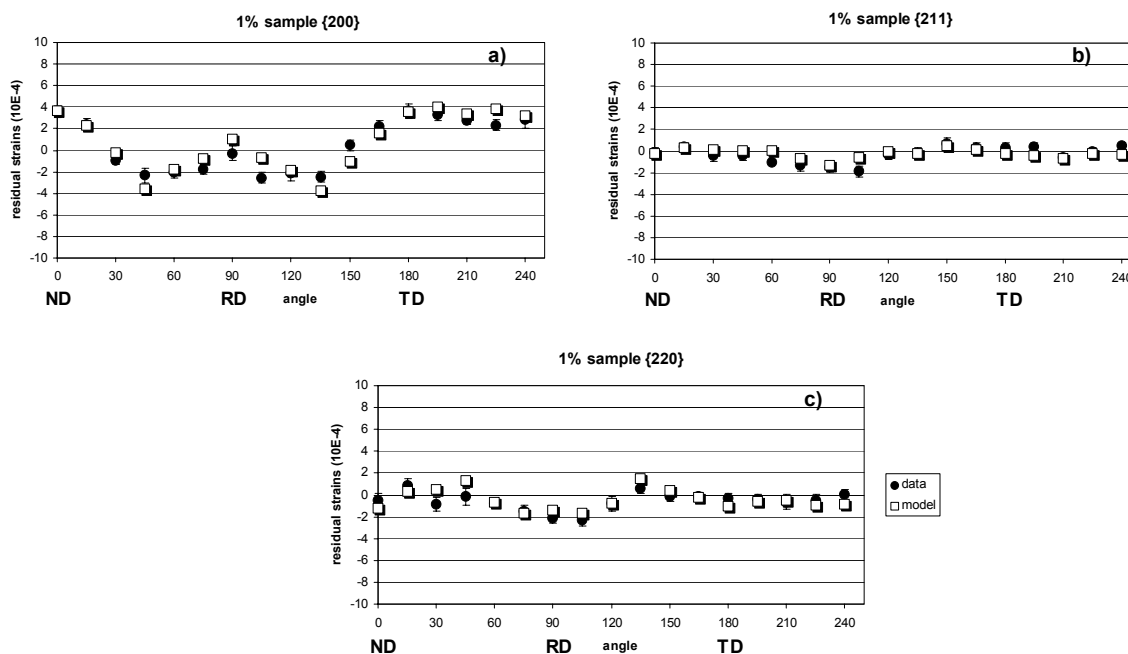 1% sample {200}
a)
residual strains (10E-4)
10
8
6
4
2
0
-2
-4
-6
-8
-10
0 30 60 90 120 150 180 210 240
ND RD angle TD
1% sample {211}
b)
residual strains (10E-4)
10
8
6
4
2
0
-2
-4
-6
-8
-10
0 30 60 90 120 150 180 210 240
ND RD angle TD
1% sample {220}
c)
residual strains (10E-4)
10
8
6
4
2
0
-2
-4
-6
-8
-10
0 30 60 90 120 150 180 210 240
ND RD angle TD
data
model